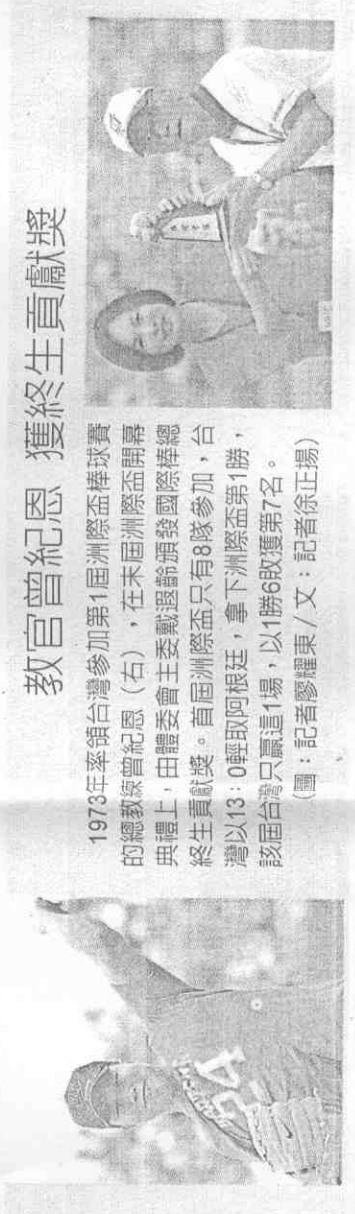 教官曾紀恩 獲終生貢獻獎
1973年率領台灣參加第1屆洲際盃棒球賽
的總教練曾紀恩（右），在末屆洲際盃開幕
典禮上，由體委會主委戴遐齡頒發國際棒總
終生貢獻獎。首屆洲際盃只有8隊參加，台
灣以13：0輕取阿根廷，拿下洲際盃第1勝，
該屆台灣只贏這1場，以1勝6敗獲第7名。
（圖：記者廖耀東／文：記者徐正揚）
24